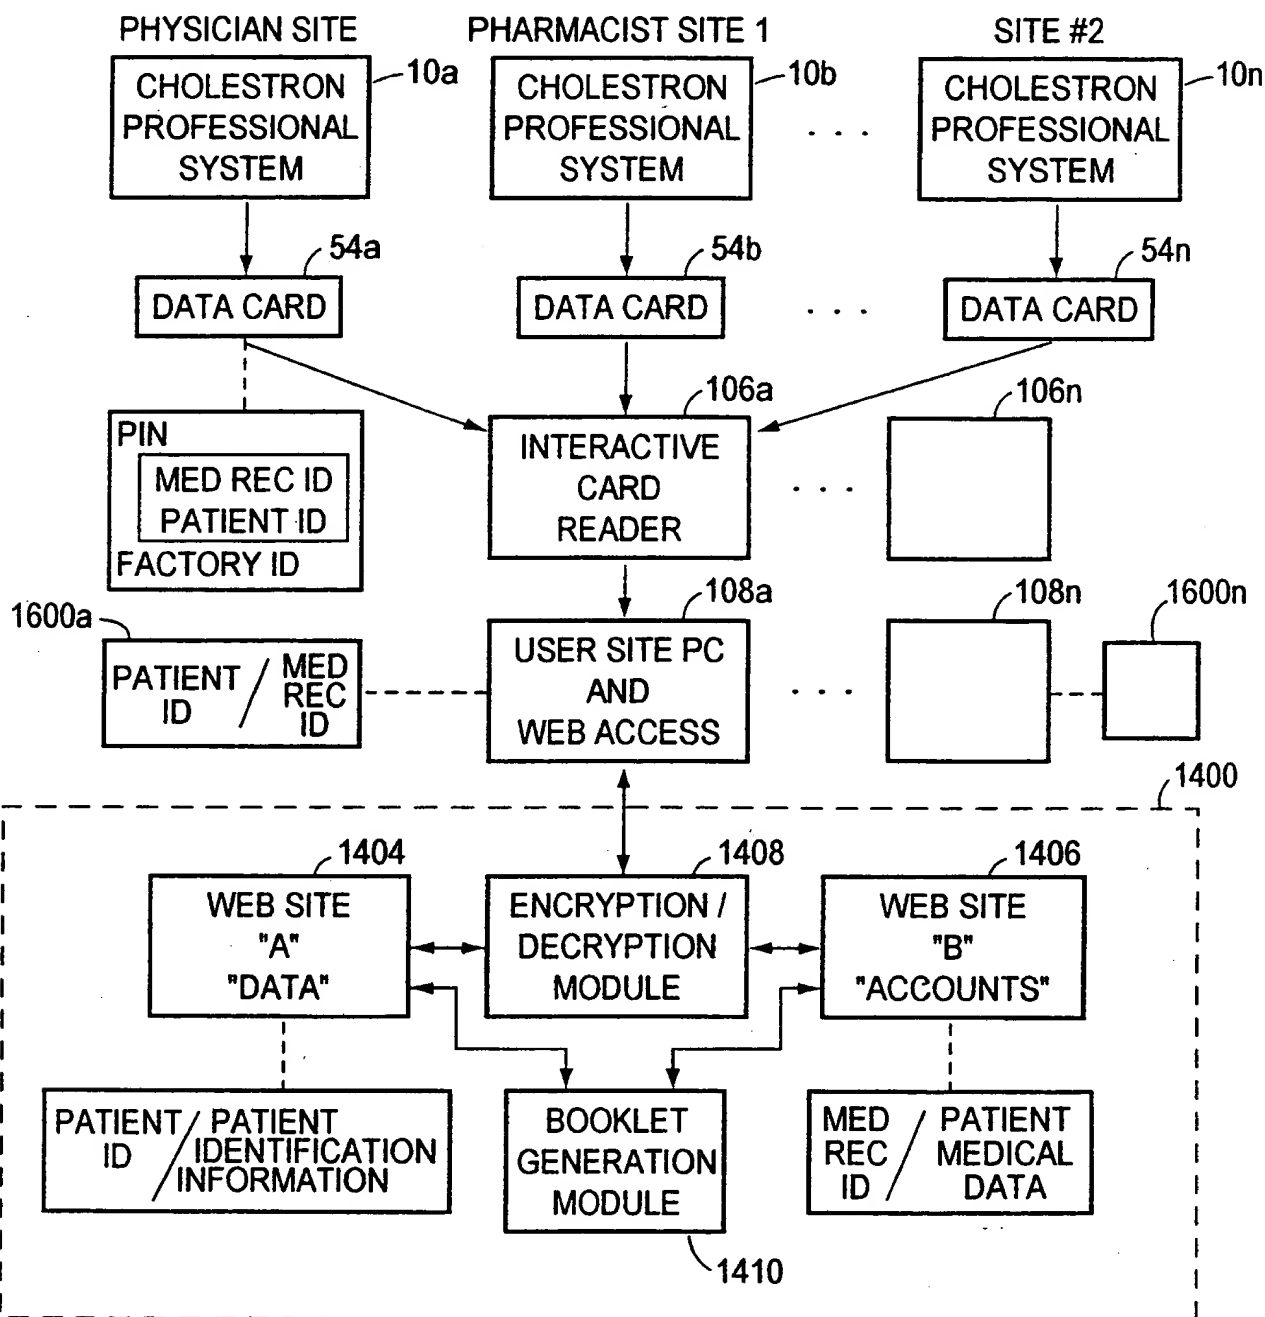 PHYSICIAN SITE
PHARMACIST SITE 1
SITE #2
10a
10b
10n
CHOLESTRON
PROFESSIONAL
SYSTEM
CHOLESTRON
PROFESSIONAL
SYSTEM
. . .
CHOLESTRON
PROFESSIONAL
SYSTEM
54a
54b
54n
DATA CARD
DATA CARD
. . .
DATA CARD
106a
106n
PIN
MED REC ID
PATIENT ID
FACTORY ID
INTERACTIVE
CARD
READER
. . .
1600a
108a
108n
1600n
PATIENT
ID
/
MED
REC
ID
USER SITE PC
AND
WEB ACCESS
. . .
1400
1404
1408
1406
WEB SITE
"A"
"DATA"
ENCRYPTION /
DECRYPTION
MODULE
WEB SITE
"B"
"ACCOUNTS"
PATIENT
ID
/
PATIENT
IDENTIFICATION
INFORMATION
BOOKLET
GENERATION
MODULE
MED
REC
ID
/
PATIENT
MEDICAL
DATA
1410